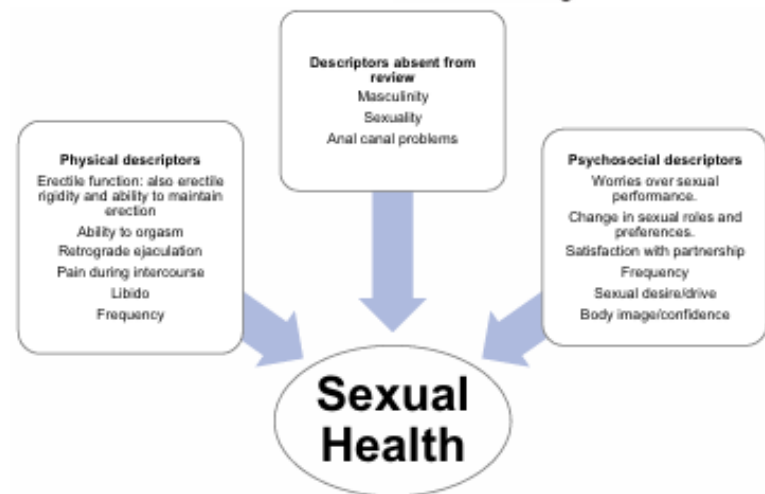 Descriptors absent from
review
Masculinity
Sexuality
Anal canal problems
Physical descriptors
Erectile function: also erectile
rigidity and ability to maintain
erection
Ability to orgasm
Retrograde ejaculation
Pain during intercourse
Libido
Frequency
Psychosocial descriptors
Worries over sexual
performance.
Change in sexual roles and
preferences.
Satisfaction with partnership
Frequency
Sexual desire/drive
Body image/confidence
Sexual
Health